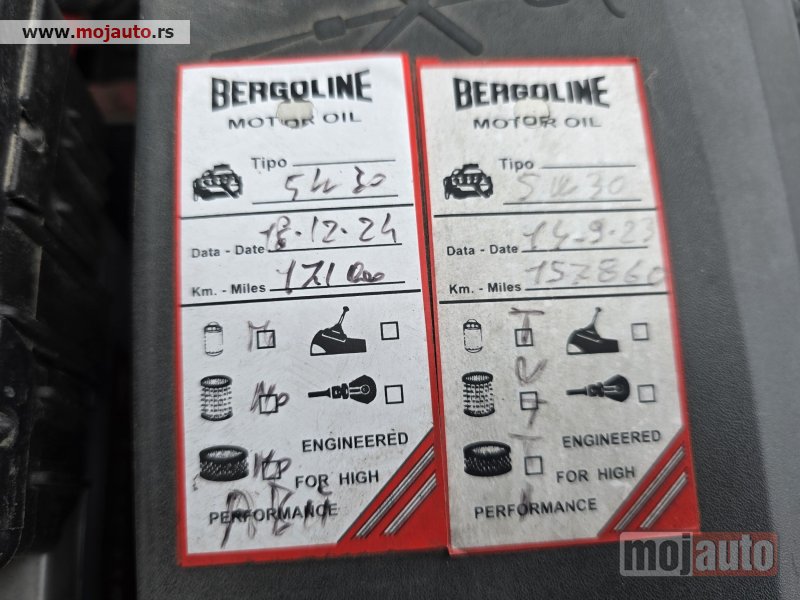 www.mojauto.rs
BERGOLINE
MOTOR OIL
Tipo
5W30
Data - Date 18.12.24
Km. - Miles 171000
ENGINEERED
FOR HIGH
PERFORMANCE
BERGOLINE
MOTOR OIL
Tipo
5W30
Data - Date 14.9.23
Km. - Miles 157860
ENGINEERED
FOR HIGH
PERFORMANCE
mojauto